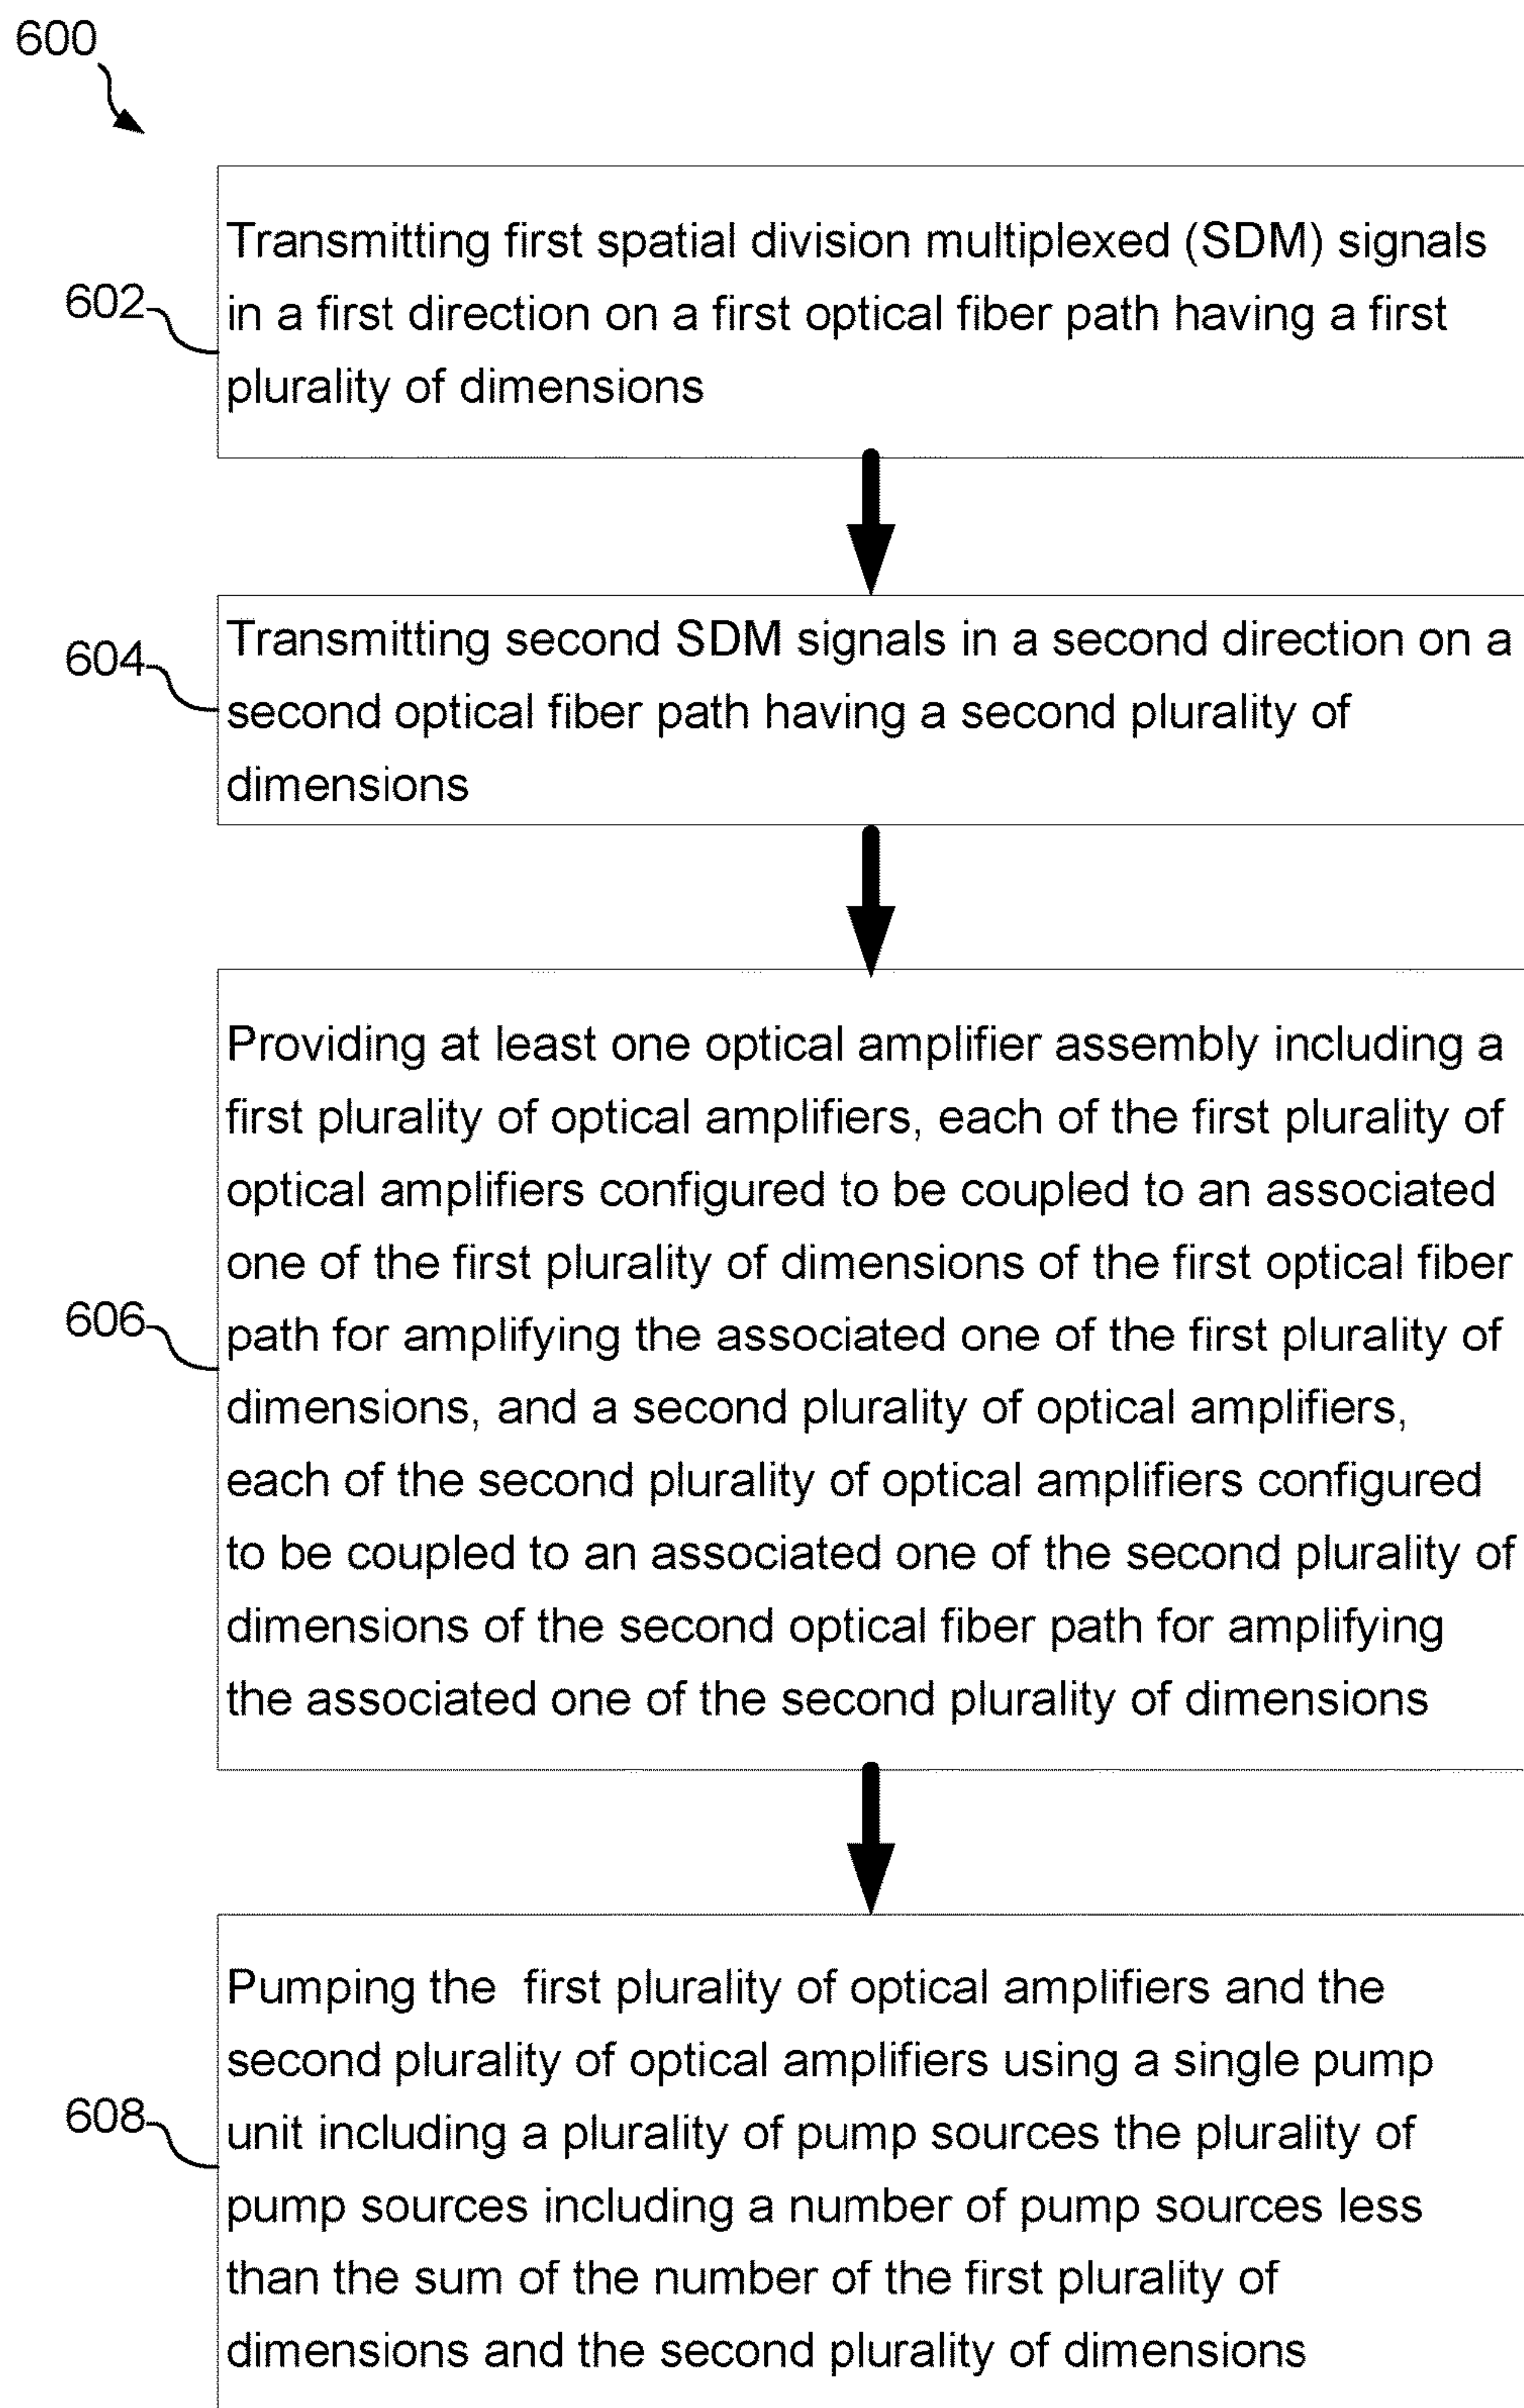 600
602
Transmitting first spatial division multiplexed (SDM) signals
in a first direction on a first optical fiber path having a first
plurality of dimensions
604
Transmitting second SDM signals in a second direction on a
second optical fiber path having a second plurality of
dimensions
606
Providing at least one optical amplifier assembly including a
first plurality of optical amplifiers, each of the first plurality of
optical amplifiers configured to be coupled to an associated
one of the first plurality of dimensions of the first optical fiber
path for amplifying the associated one of the first plurality of
dimensions, and a second plurality of optical amplifiers,
each of the second plurality of optical amplifiers configured
to be coupled to an associated one of the second plurality of
dimensions of the second optical fiber path for amplifying
the associated one of the second plurality of dimensions
608
Pumping the first plurality of optical amplifiers and the
second plurality of optical amplifiers using a single pump
unit including a plurality of pump sources the plurality of
pump sources including a number of pump sources less
than the sum of the number of the first plurality of
dimensions and the second plurality of dimensions